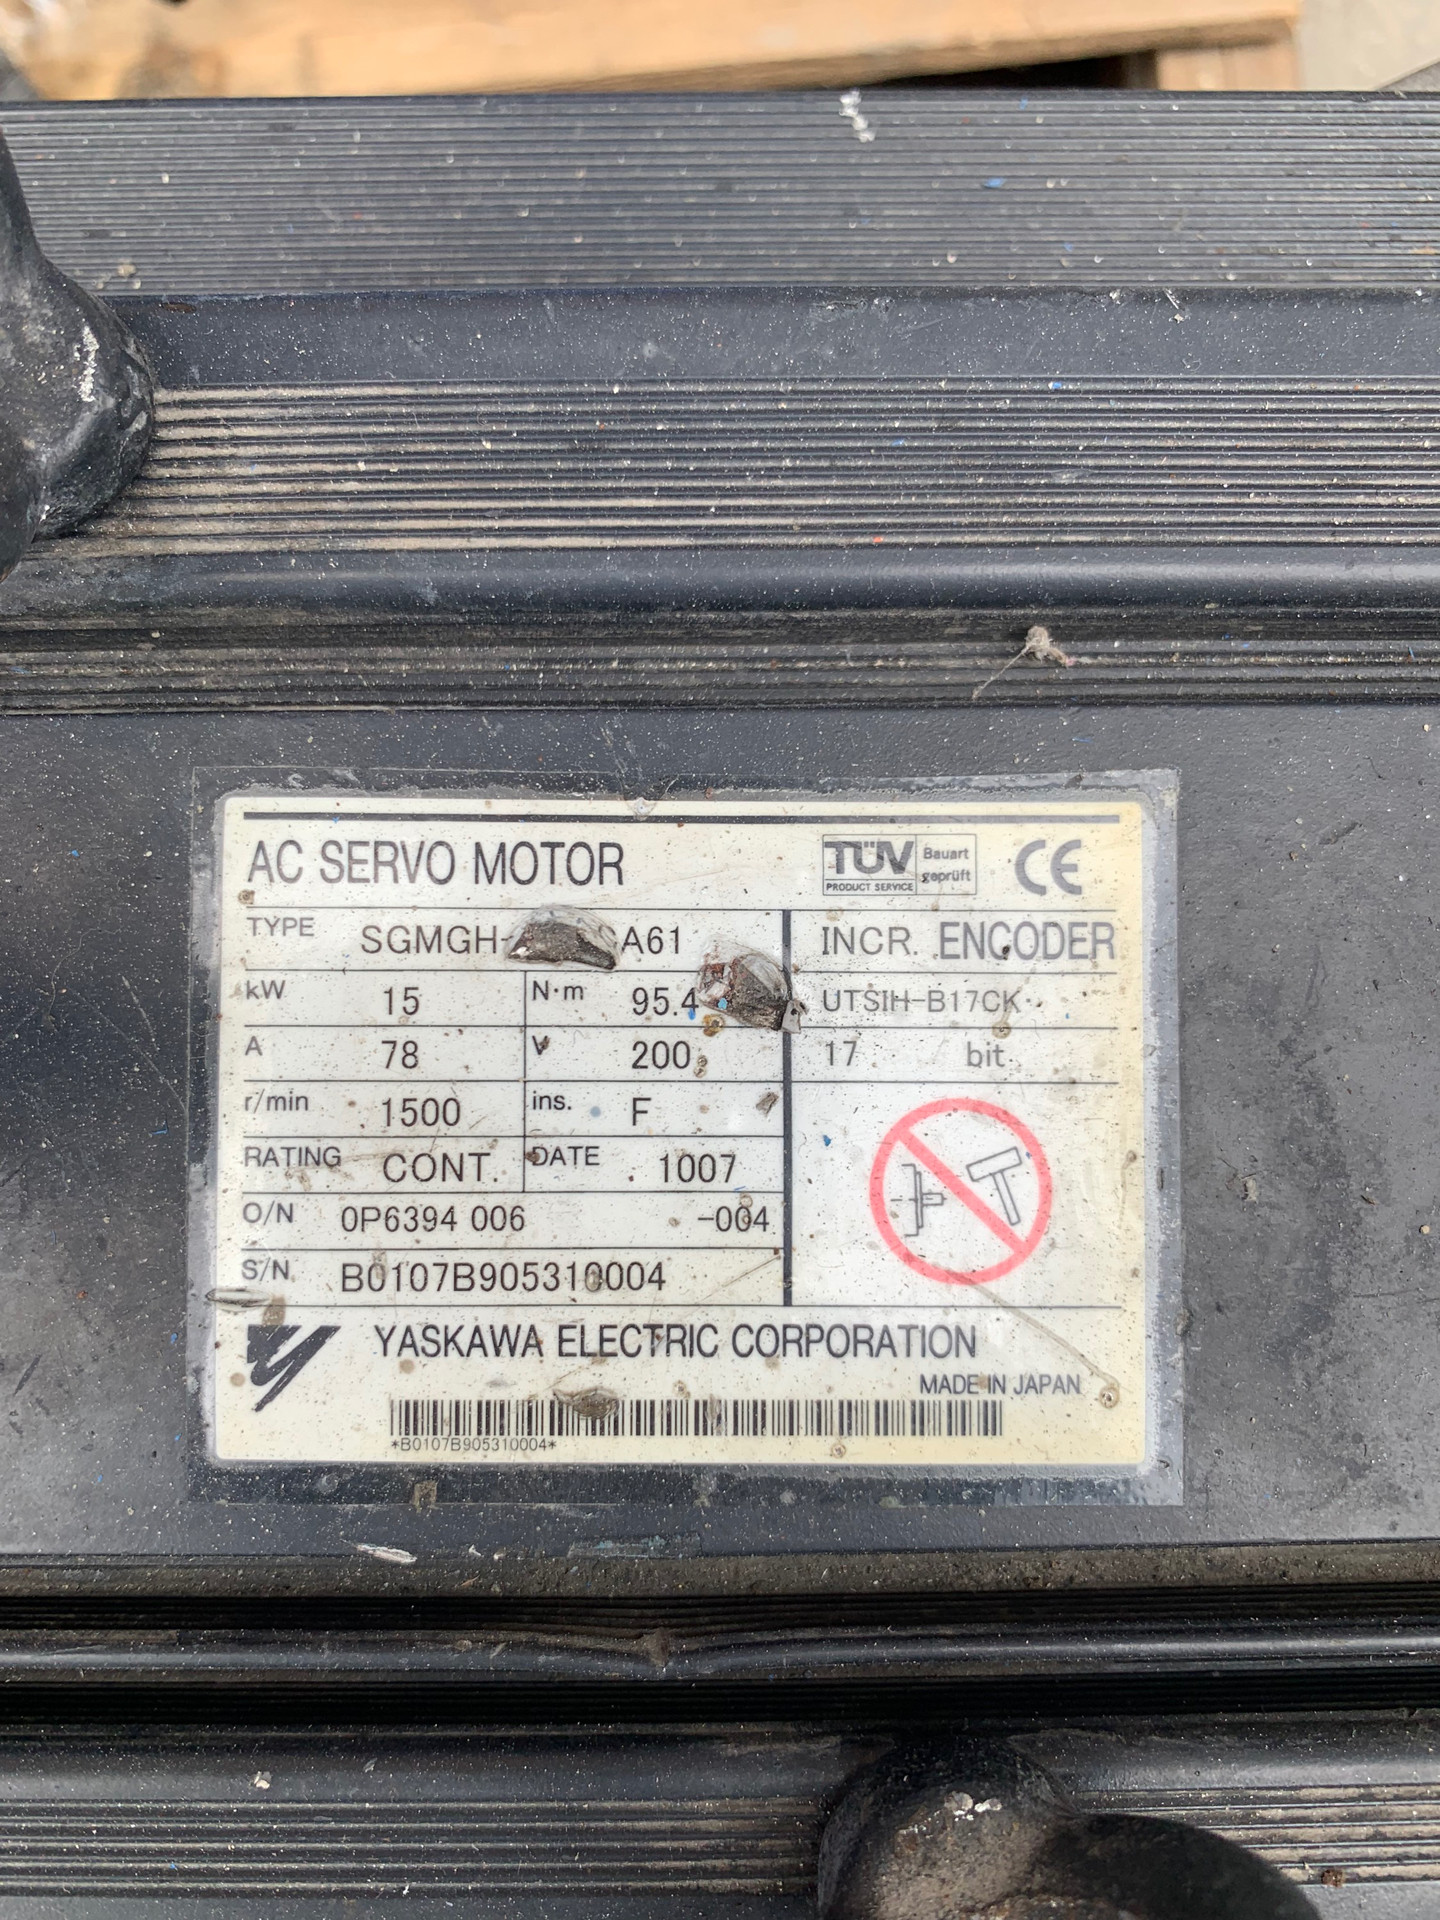 AC SERVO MOTOR
TÜV PRODUCT SERVICE Bauart geprüft CE
TYPE A61 INCR. ENCODER
kW 15 N·m 95.4 UTSIH-B17CK
A 78 V 200 17 bit
r/min 1500 ins. F
RATING CONT. DATE 1007
O/N 0P6394 006 -004
S/N B0107B905310004
YASKAWA ELECTRIC CORPORATION
MADE IN JAPAN
*B0107B905310004*